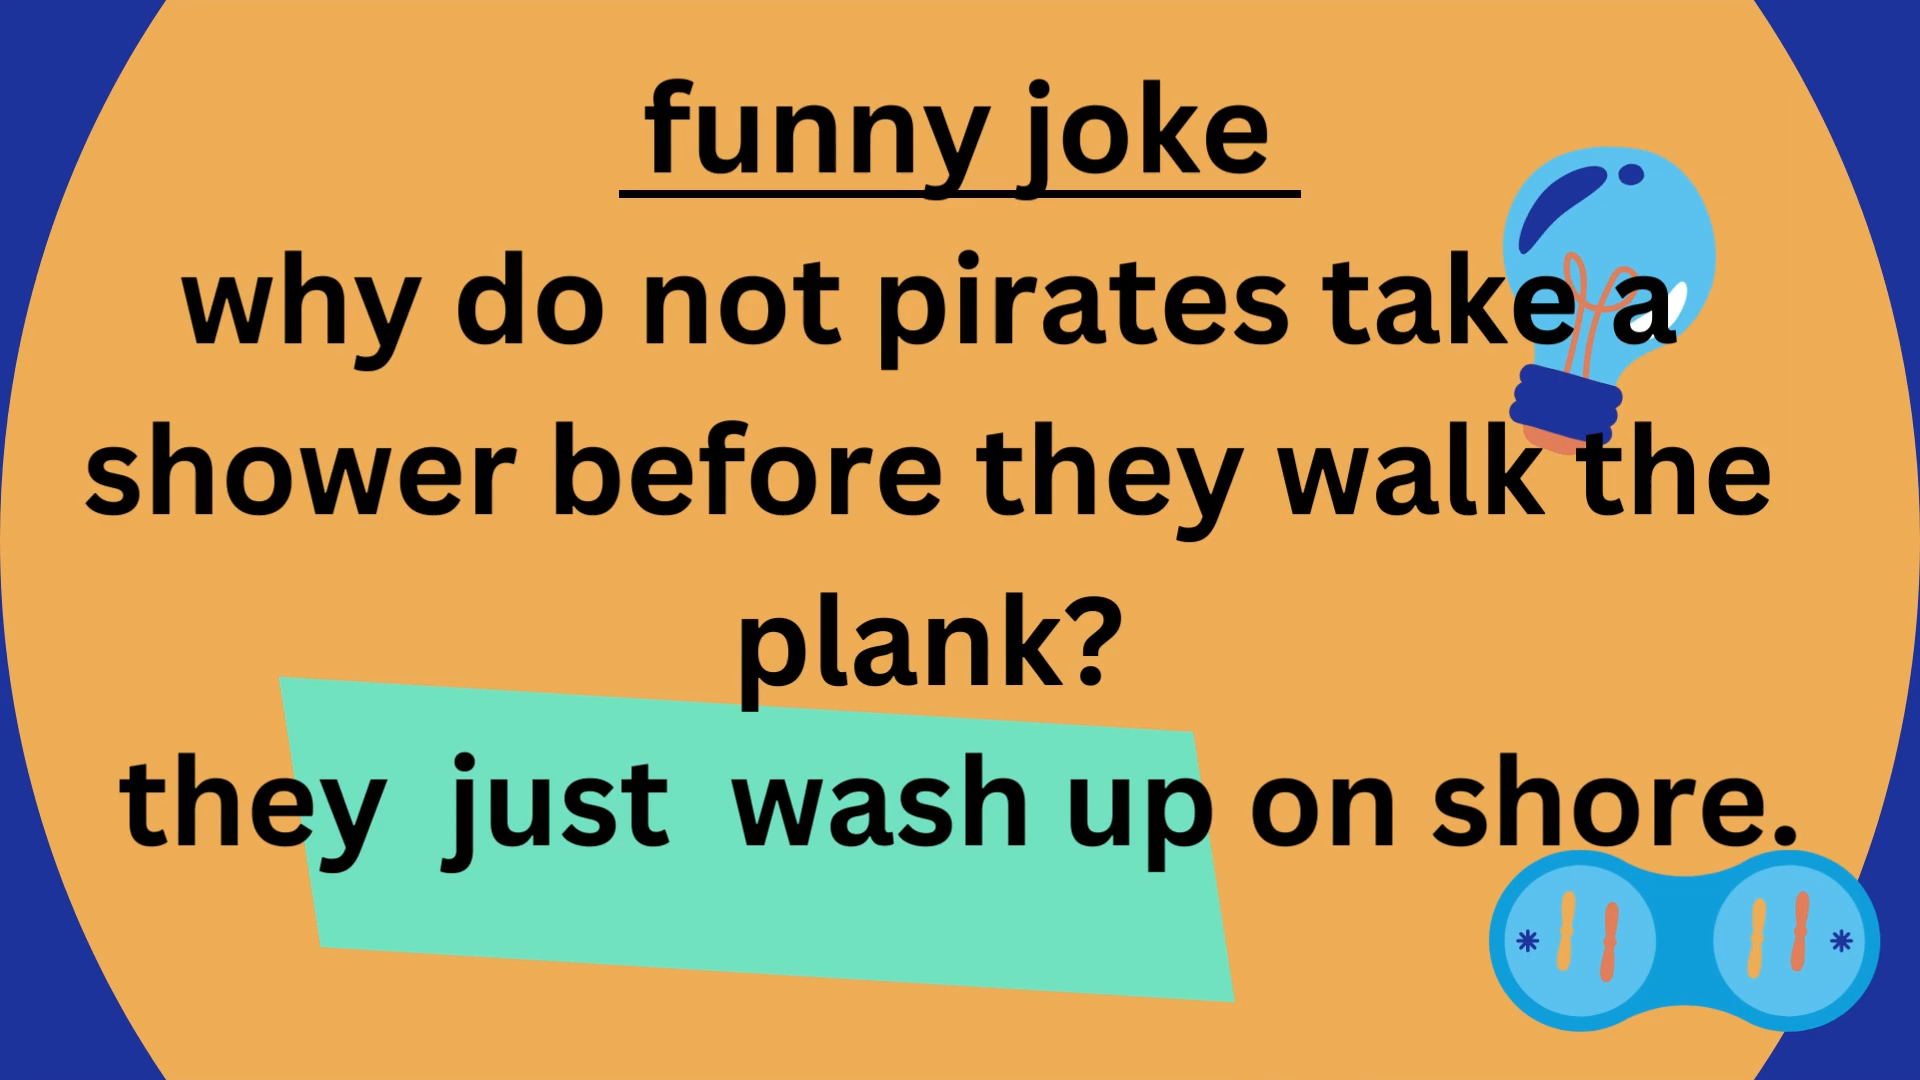 funny joke
why do not pirates take a
shower before they walk the
plank?
they just wash up on shore.